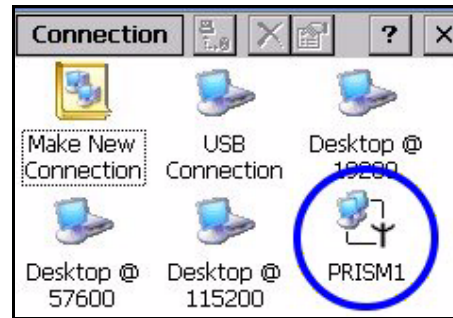 Connection ?
Make New
Connection
USB
Connection
Desktop @
19200
Desktop @
57600
Desktop @
115200
PRISM1